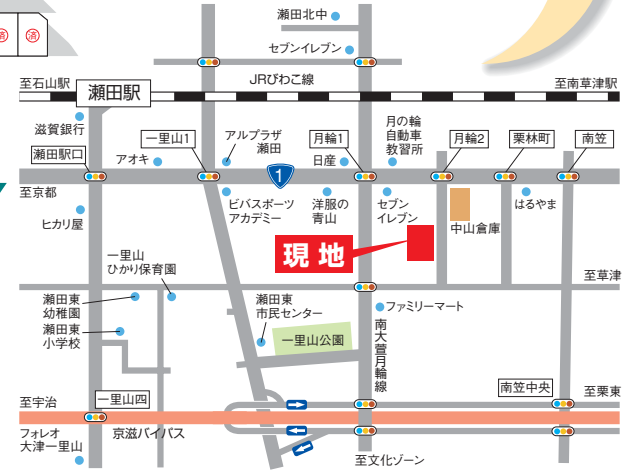 瀬田北中
済
済
セブンイレブン
至石山駅
瀬田駅
JRびわこ線
至南草津駅
滋賀銀行
一里山1
アルプラザ
瀬田
月輪1
月の輪
自動車
教習所
月輪2
栗林町
南笠
瀬田駅口
アオキ
日産
1
至京都
ヒカリ屋
ビバスポーツ
アカデミー
洋服の
青山
セブン
イレブン
中山倉庫
はるやま
現地
一里山
ひかり保育園
至草津
瀬田東
幼稚園
瀬田東
小学校
瀬田東
市民センター
ファミリーマート
一里山公園
南大萱月輪線
至宇治
一里山四
南笠中央
至栗東
フォレオ
大津一里山
京滋バイパス
至文化ゾーン